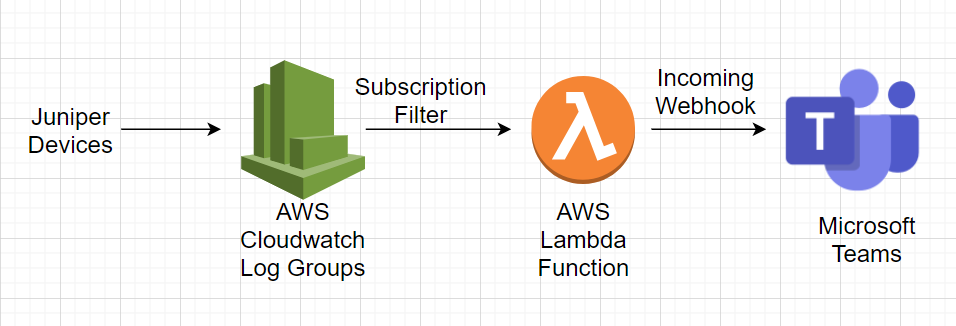 Juniper
Devices
AWS
Cloudwatch
Log Groups
Subscription
Filter
AWS
Lambda
Function
Incoming
Webhook
T
Microsoft
Teams